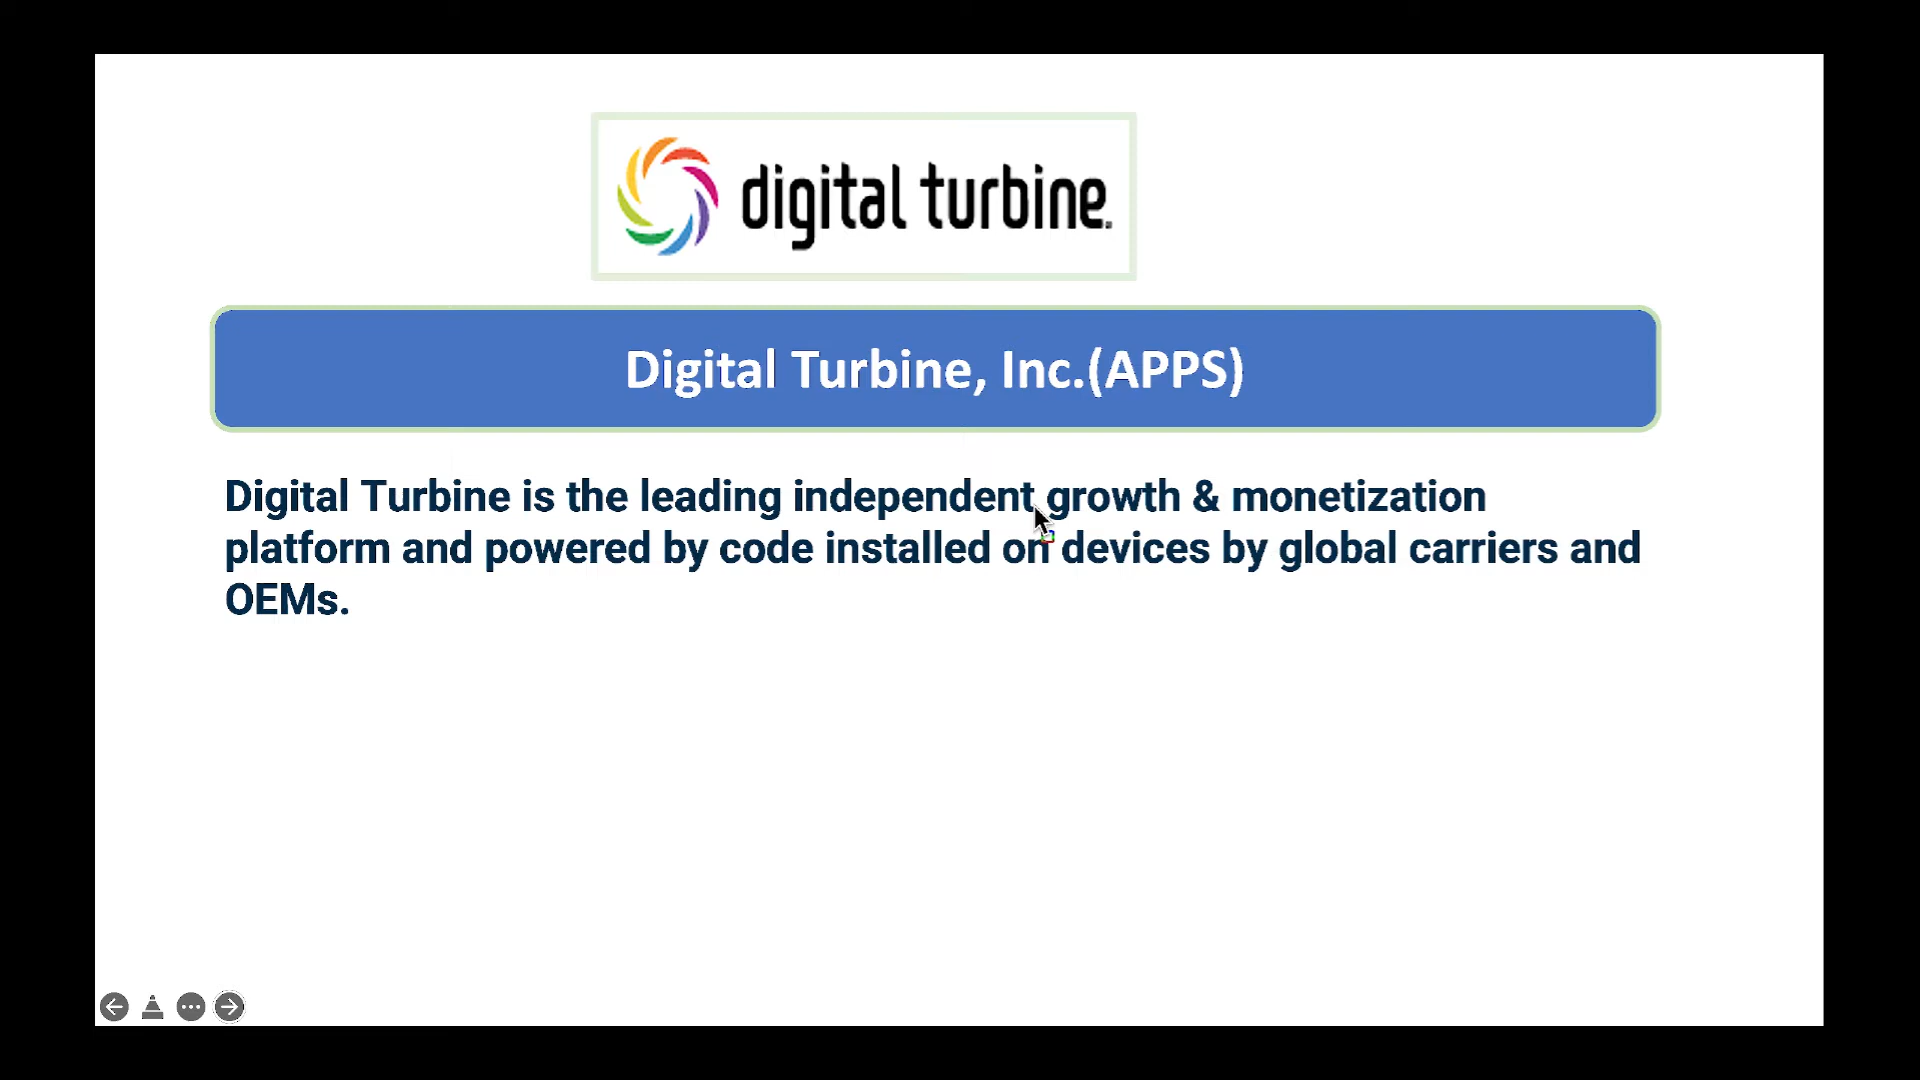 digital turbine.
Digital Turbine, Inc.(APPS)
Digital Turbine is the leading independent growth & monetization
platform and powered by code installed on devices by global carriers and
OEMs.